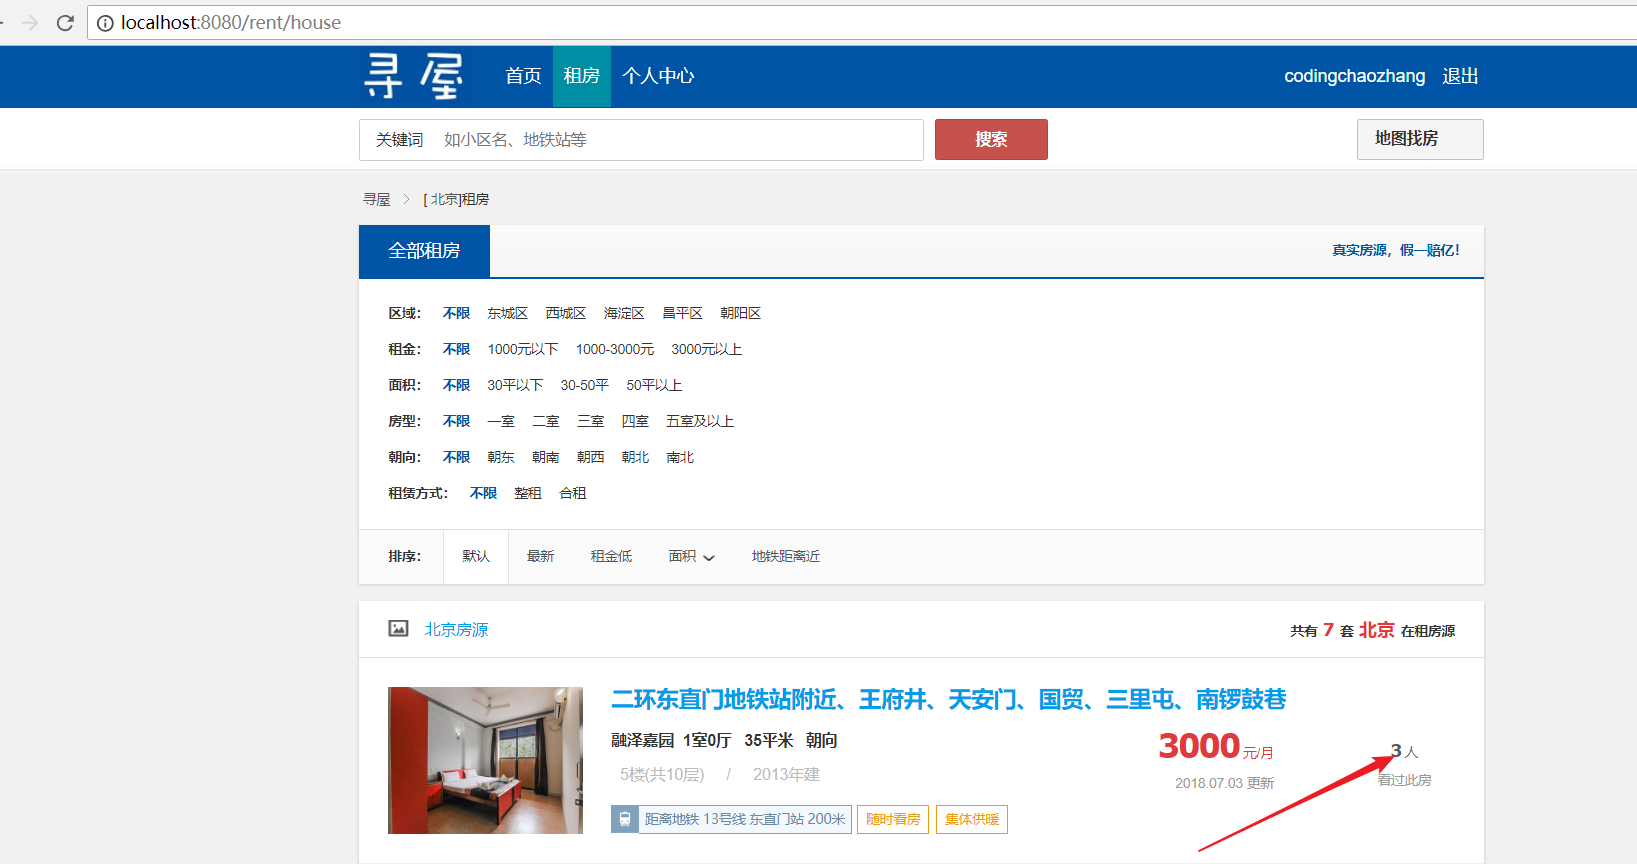 localhost:8080/rent/house
寻屋 首页 租房 个人中心 codingchaozhang 退出
关键词 如小区名、地铁站等 搜索 地图找房
寻屋 > [ 北京]租房
全部租房 真实房源，假一赔亿！
区域： 不限 东城区 西城区 海淀区 昌平区 朝阳区
租金： 不限 1000元以下 1000-3000元 3000元以上
面积： 不限 30平以下 30-50平 50平以上
房型： 不限 一室 二室 三室 四室 五室及以上
朝向： 不限 朝东 朝南 朝西 朝北 南北
租赁方式： 不限 整租 合租
排序： 默认 最新 租金低 面积 地铁距离近
北京房源 共有 7 套 北京 在租房源
二环东直门地铁站附近、王府井、天安门、国贸、三里屯、南锣鼓巷
融泽嘉园 1室0厅 35平米 朝向
3000 元/月
3人
5楼(共10层) / 2013年建
2018.07.03 更新
看过此房
距离地铁 13号线 东直门站 200米 随时看房 集体供暖